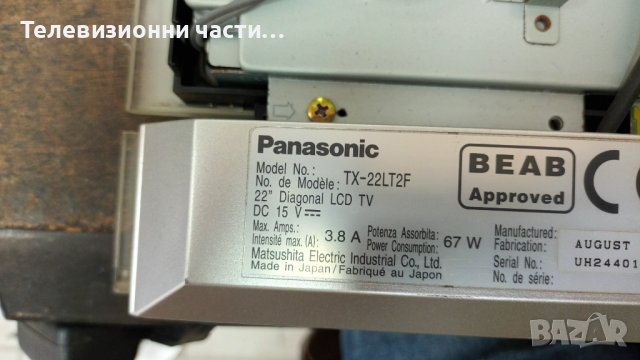 Телевизионни части...
Panasonic
Model No.:
No. de Modèle: TX-22LT2F
22" Diagonal LCD TV
DC 15 V
Max. Amps.:
Intensité max. (A): 3.8 A
Potenza Assorbita:
Power Consumption: 67 W
Matsushita Electric Industrial Co., Ltd.
Made in Japan/Fabriqué au Japon
BEAB
Approved
CE
Manufactured:
Fabrication: AUGUST
Serial No.:
No. de série: UH24401
BAZAR